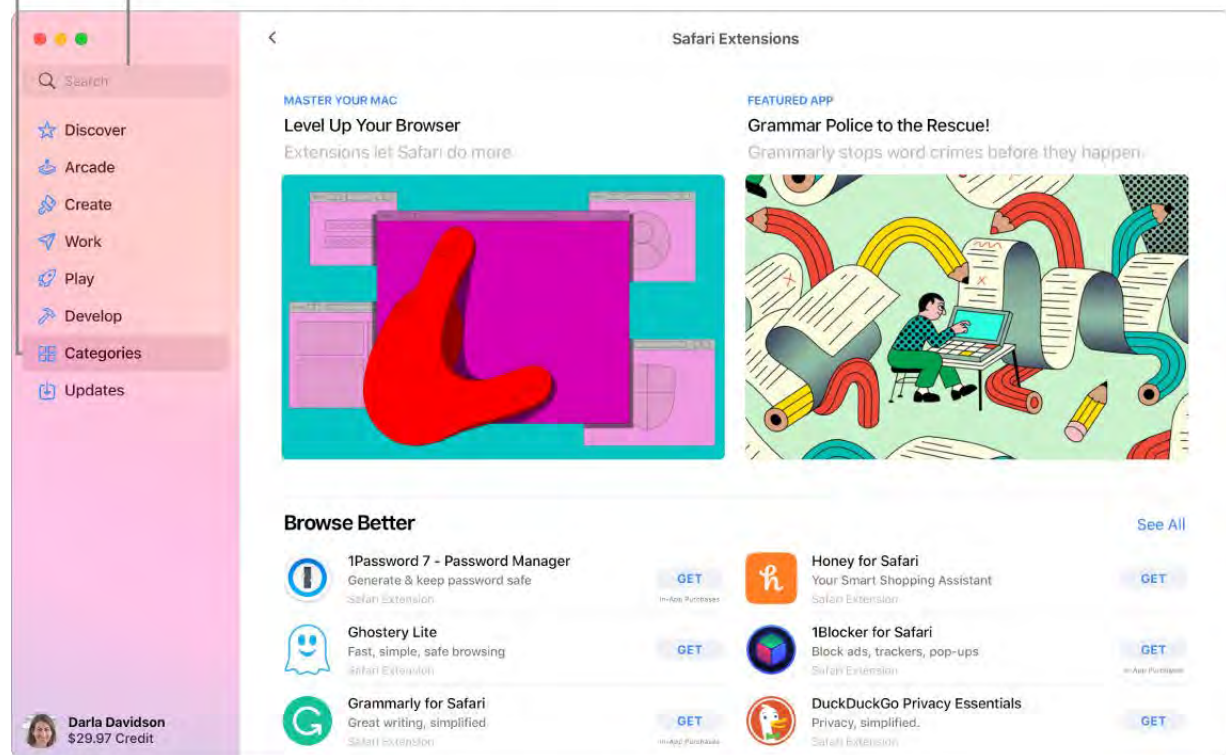 Safari Extensions
Search
Discover
Arcade
Create
Work
Play
Develop
Categories
Updates
Darla Davidson
$29.97 Credit
MASTER YOUR MAC
Level Up Your Browser
Extensions let Safari do more.
FEATURED APP
Grammar Police to the Rescue!
Grammarly stops word crimes before they happen.
Browse Better
See All
1Password 7 - Password Manager
Generate & keep password safe
Safari Extension
GET
In-App Purchases
Honey for Safari
Your Smart Shopping Assistant
Safari Extension
GET
Ghostery Lite
Fast, simple, safe browsing
Safari Extension
GET
1Blocker for Safari
Block ads, trackers, pop-ups
Safari Extension
GET
In-App Purchases
Grammarly for Safari
Great writing, simplified
Safari Extension
GET
In-App Purchases
DuckDuckGo Privacy Essentials
Privacy, simplified.
Safari Extension
GET